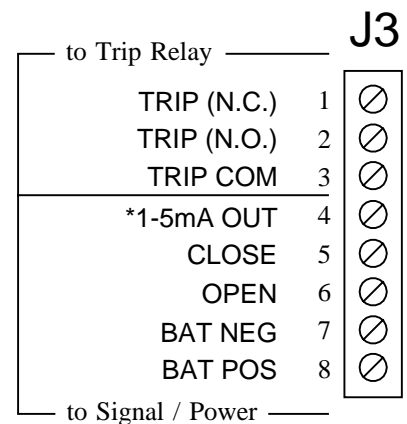 J3
to Trip Relay
TRIP (N.C.) 1
TRIP (N.O.) 2
TRIP COM 3
*1-5mA OUT 4
CLOSE 5
OPEN 6
BAT NEG 7
BAT POS 8
to Signal / Power